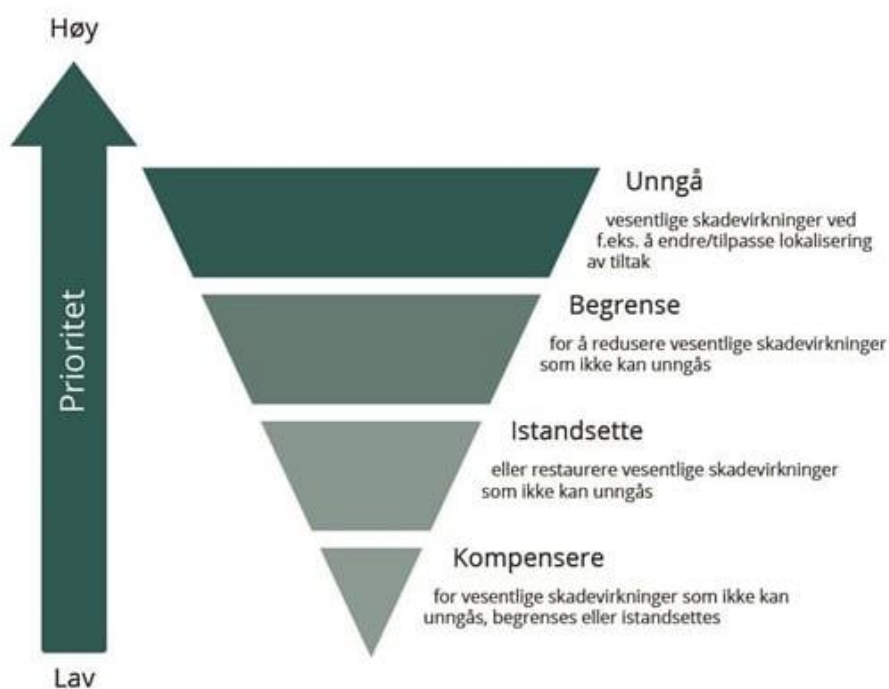 Høy
Prioritet
Lav
Unngå
vesentlige skadevirkninger ved
f.eks. å endre/tilpasse lokalisering
av tiltak
Begrense
for å redusere vesentlige skadevirkninger
som ikke kan unngås
Istandsette
eller restaurere vesentlige skadevirkninger
som ikke kan unngås
Kompensere
for vesentlige skadevirkninger som ikke kan
unngås, begrenses eller istandsettes